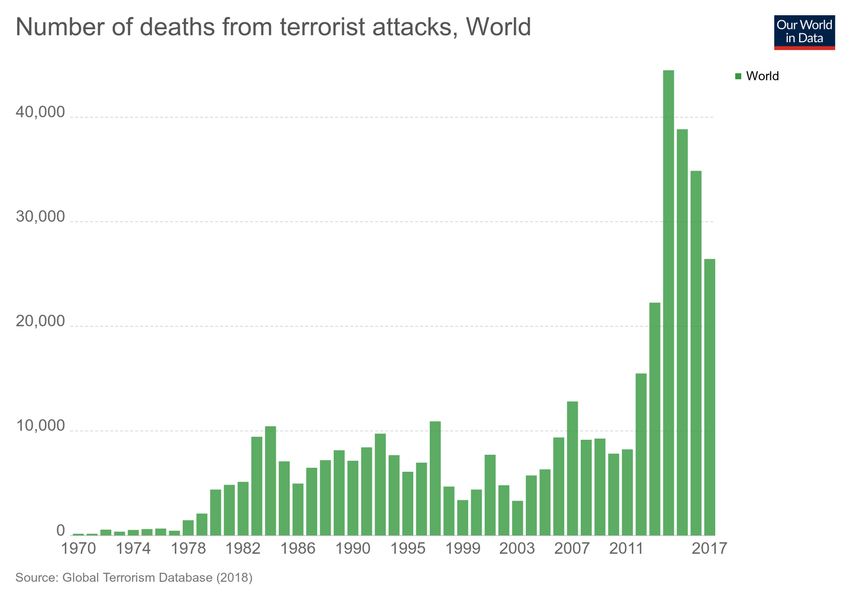 Number of deaths from terrorist attacks, World
Our World
in Data
World
40,000
30,000
20,000
10,000
0
1970 1974 1978 1982 1986 1990 1995 1999 2003 2007 2011 2017
Source: Global Terrorism Database (2018)